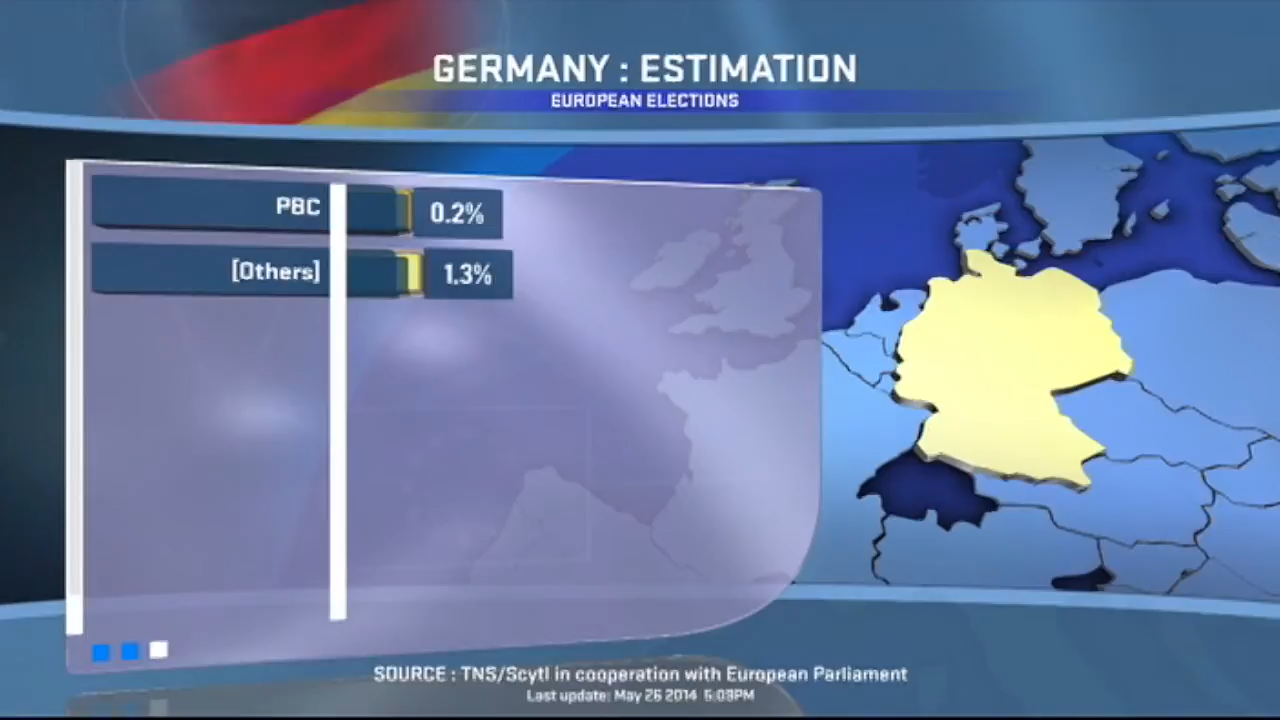 GERMANY : ESTIMATION
EUROPEAN ELECTIONS
PBC 0.2%
[Others] 1.3%
SOURCE : TNS/Scytl in cooperation with European Parliament
Last update: May 26 2014 5:09PM